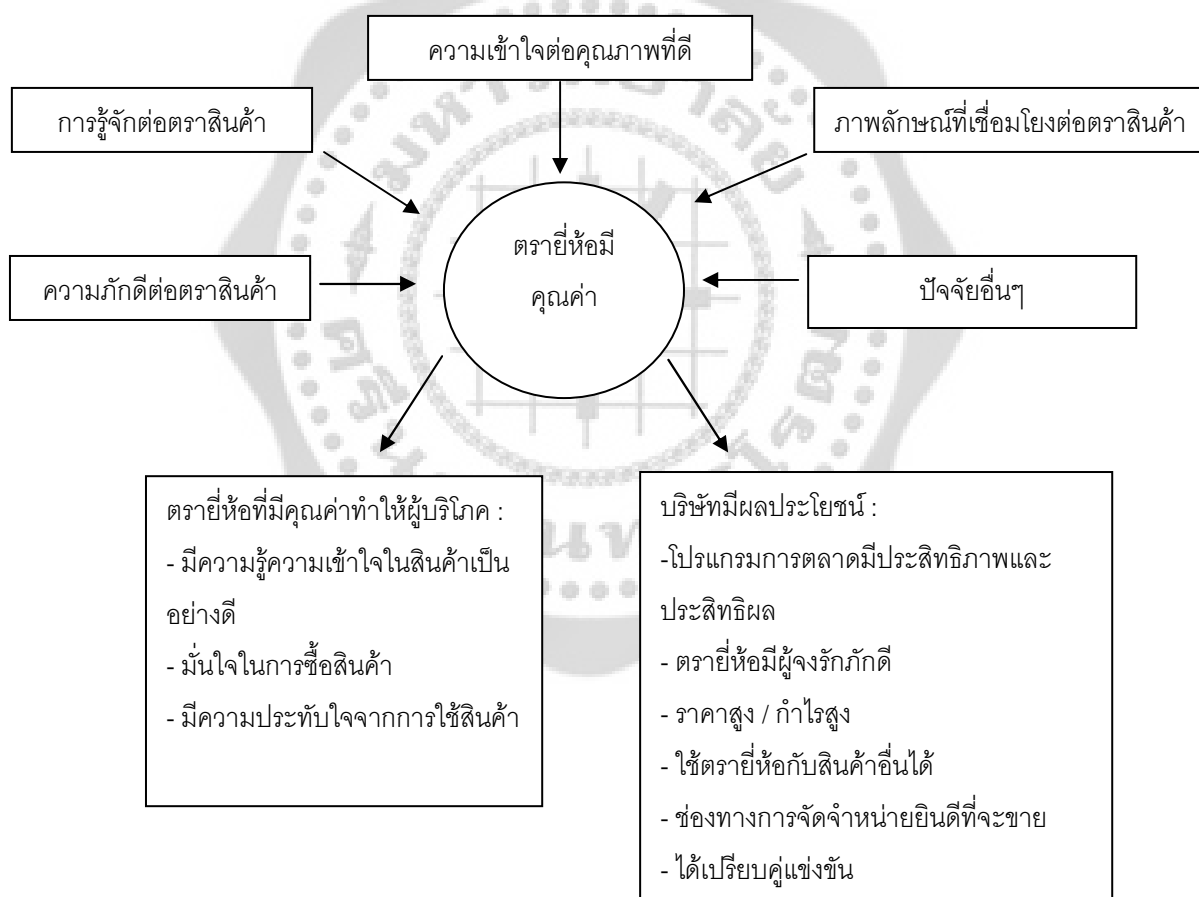 ความเข้าใจต่อคุณภาพที่ดี
การรู้จักต่อตราสินค้า
ภาพลักษณ์ที่เชื่อมโยงต่อตราสินค้า
ตรายี่ห้อมี
คุณค่า
ความภักดีต่อตราสินค้า
ปัจจัยอื่นๆ
ตรายี่ห้อที่มีคุณค่าทำให้ผู้บริโภค :
- มีความรู้ความเข้าใจในสินค้าเป็น
อย่างดี
- มั่นใจในการซื้อสินค้า
- มีความประทับใจจากการใช้สินค้า
บริษัทมีผลประโยชน์ :
-โปรแกรมการตลาดมีประสิทธิภาพและ
ประสิทธิผล
- ตรายี่ห้อมีผู้จงรักภักดี
- ราคาสูง / กำไรสูง
- ใช้ตรายี่ห้อกับสินค้าอื่นได้
- ช่องทางการจัดจำหน่ายยินดีที่จะขาย
- ได้เปรียบคู่แข่งขัน